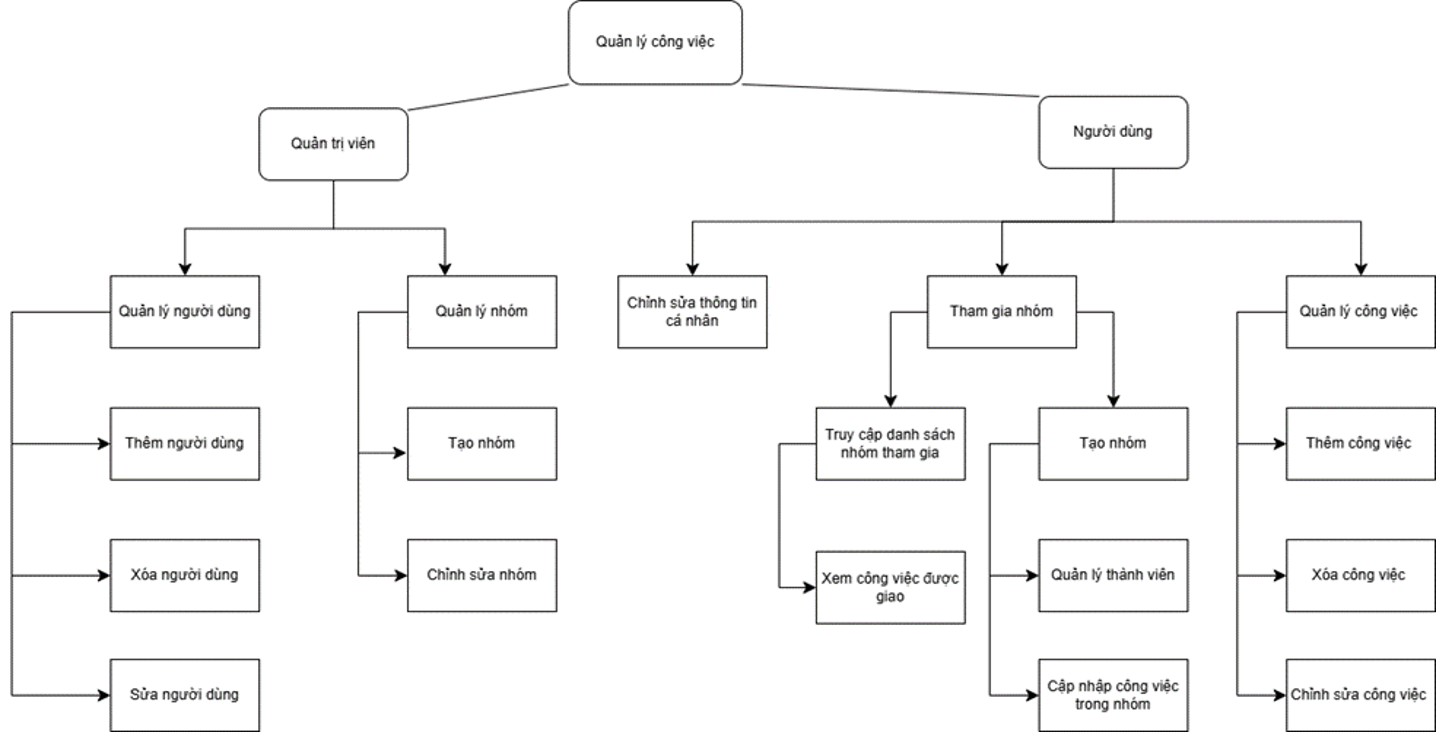 Quản lý công việc
Quản trị viên
Người dùng
Quản lý người dùng
Quản lý nhóm
Chỉnh sửa thông tin
cá nhân
Tham gia nhóm
Quản lý công việc
Thêm người dùng
Tạo nhóm
Truy cập danh sách
nhóm tham gia
Tạo nhóm
Thêm công việc
Xóa người dùng
Chỉnh sửa nhóm
Xem công việc được
giao
Quản lý thành viên
Xóa công việc
Sửa người dùng
Cập nhập công việc
trong nhóm
Chỉnh sửa công việc